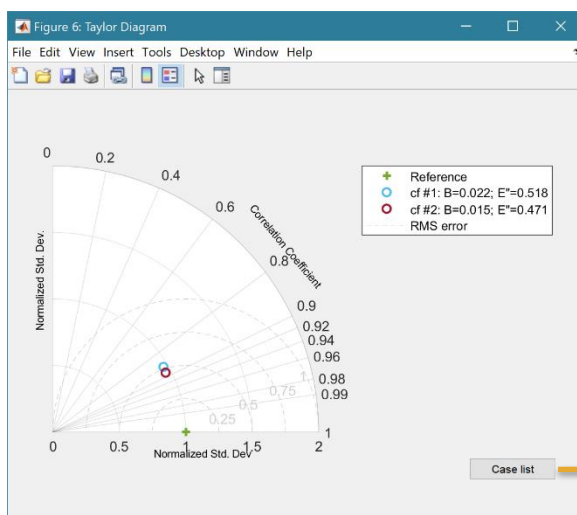 Figure 6: Taylor Diagram
File Edit View Insert Tools Desktop Window Help
0
0.2
0.4
0.6
Correlation Coefficient
0.8
0.9
0.92
0.94
0.96
0.98
0.99
1
Reference
cf #1: B=0.022; E"=0.518
cf #2: B=0.015; E"=0.471
RMS error
Normalized Std. Dev.
0.75
0.5
0.25
0 0.5 1 1.5 2
Normalized Std. Dev.
Case list